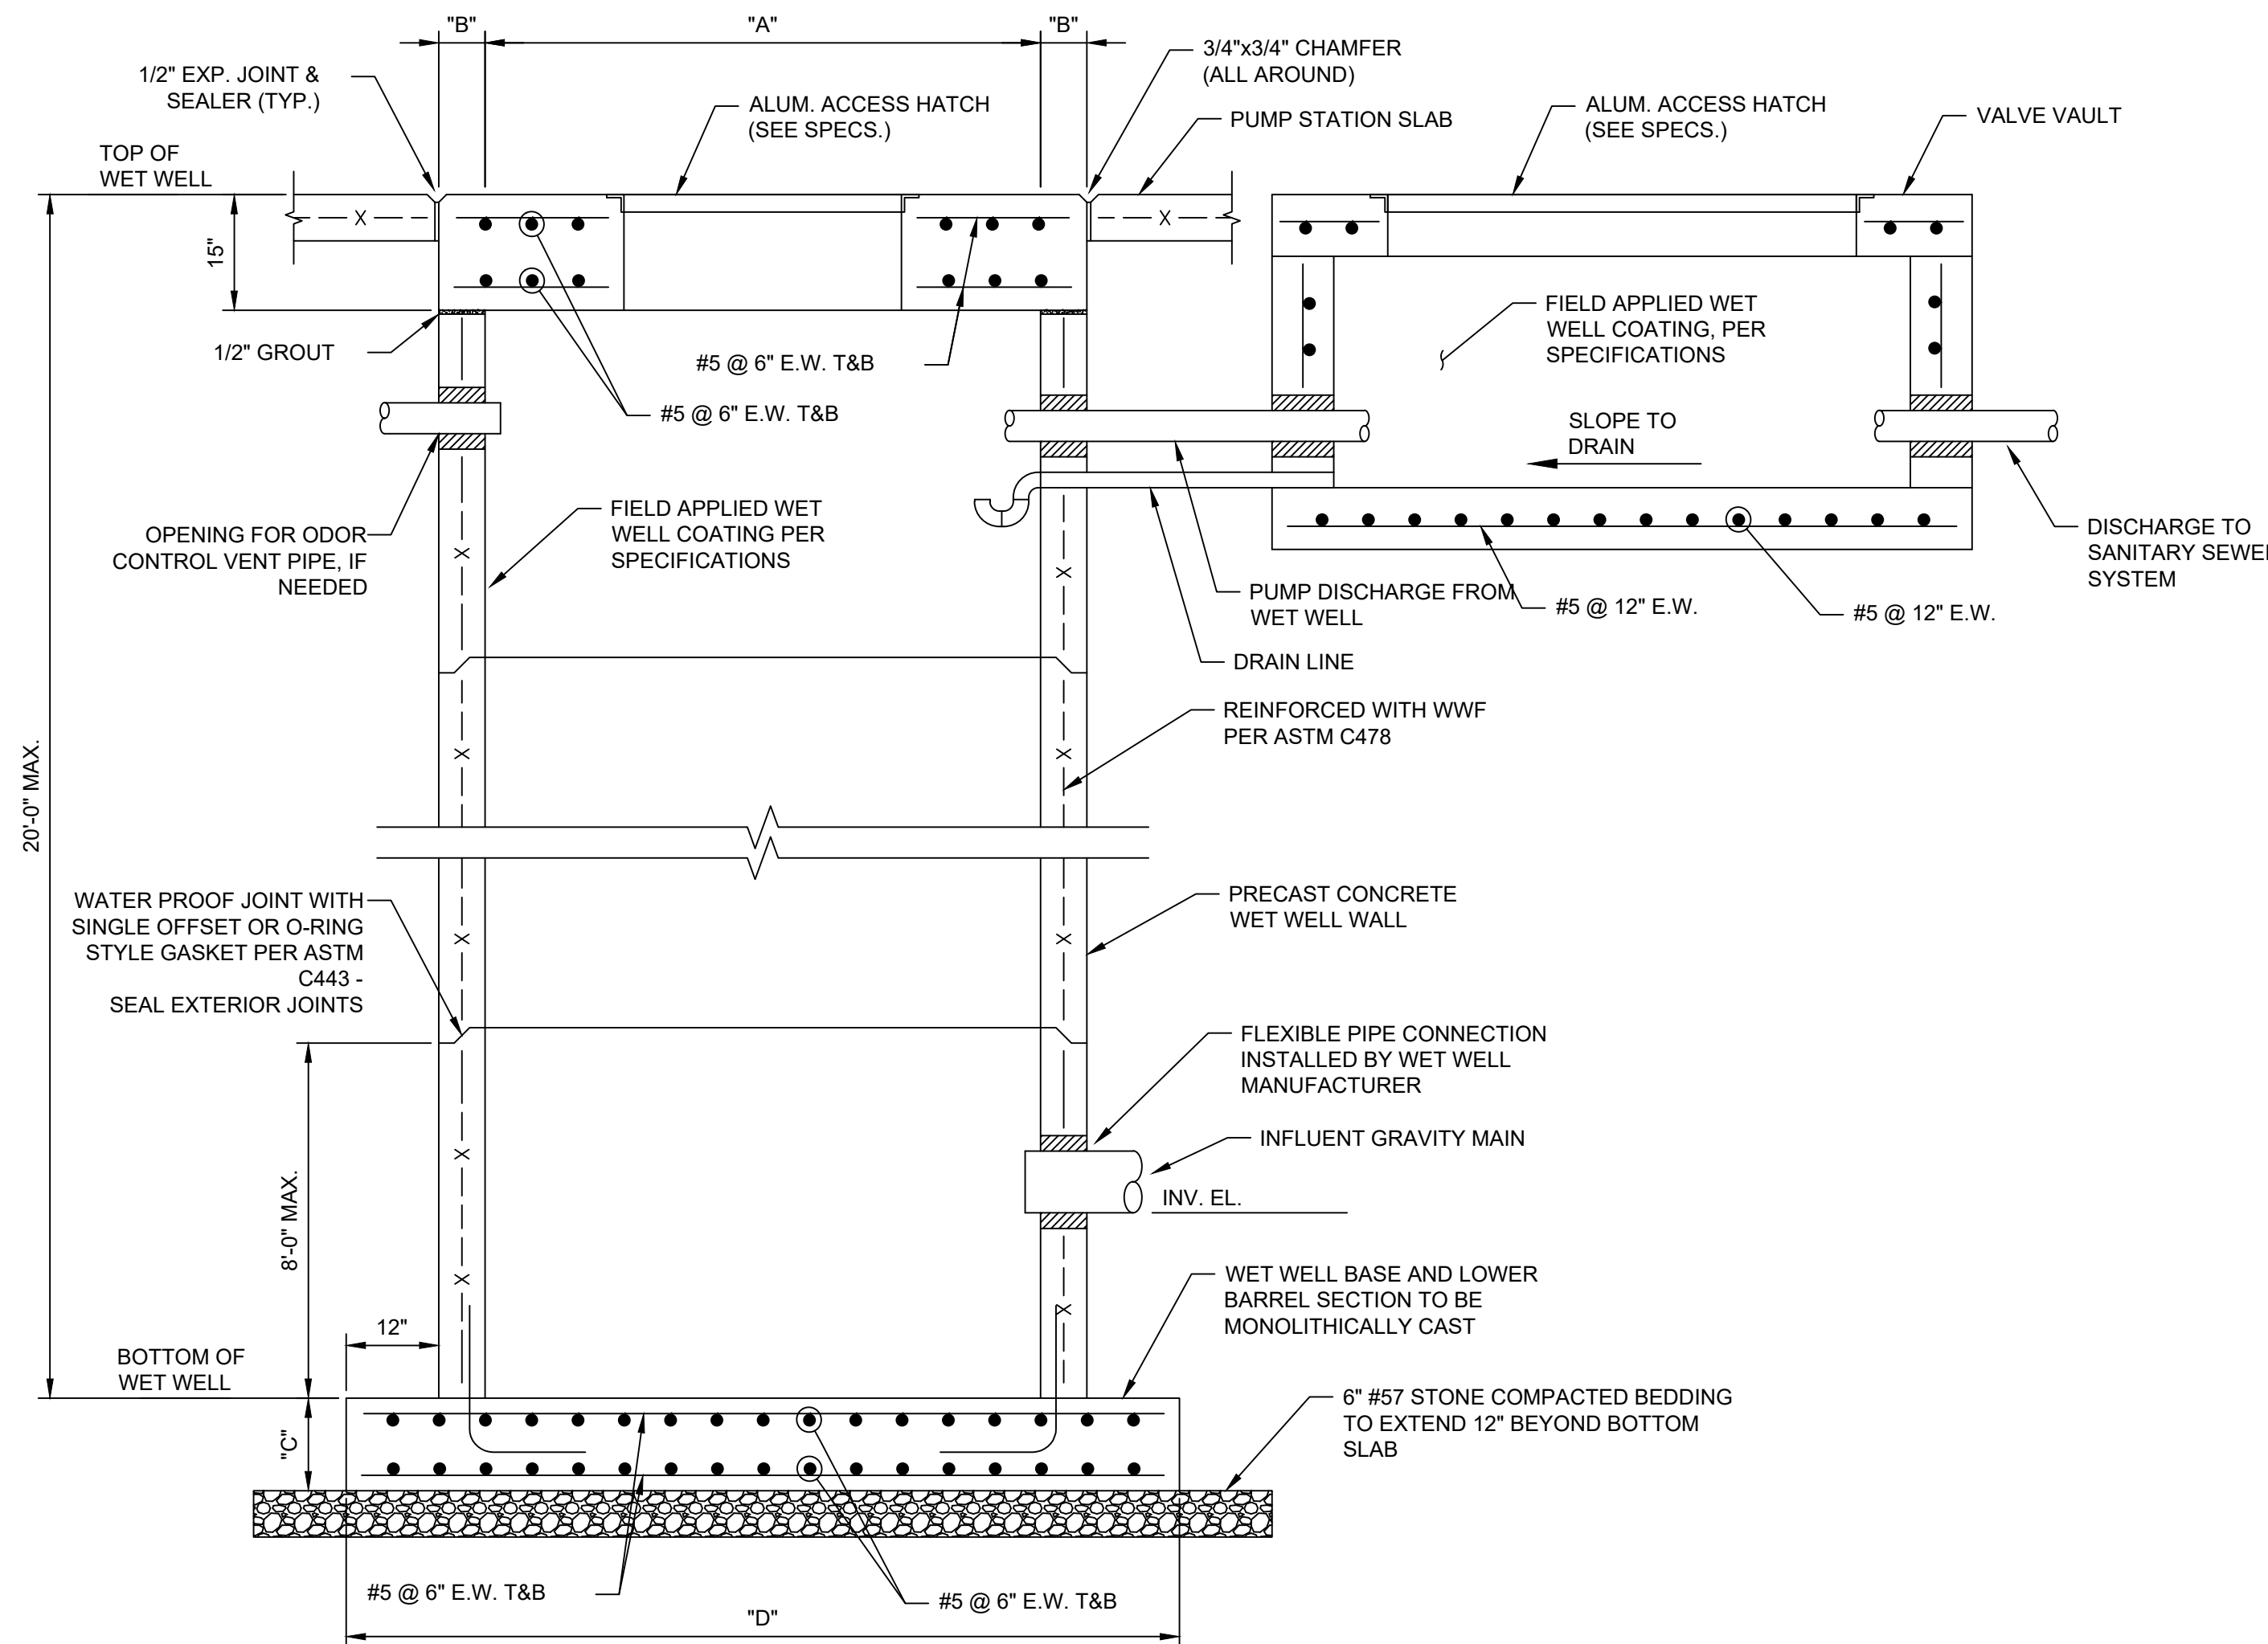 "B"
"A"
"B"
1/2" EXP. JOINT &
SEALER (TYP.)
3/4"x3/4" CHAMFER
(ALL AROUND)
ALUM. ACCESS HATCH
(SEE SPECS.)
PUMP STATION SLAB
ALUM. ACCESS HATCH
(SEE SPECS.)
VALVE VAULT
TOP OF
WET WELL
X
X
15"
1/2" GROUT
#5 @ 6" E.W. T&B
#5 @ 6" E.W. T&B
FIELD APPLIED WET
WELL COATING, PER
SPECIFICATIONS
SLOPE TO
DRAIN
OPENING FOR ODOR
CONTROL VENT PIPE, IF
NEEDED
FIELD APPLIED WET
WELL COATING PER
SPECIFICATIONS
X
X
DISCHARGE TO
SANITARY SEWER
SYSTEM
PUMP DISCHARGE FROM
WET WELL
#5 @ 12" E.W.
#5 @ 12" E.W.
DRAIN LINE
REINFORCED WITH WWF
PER ASTM C478
X
X
20'-0" MAX.
WATER PROOF JOINT WITH
SINGLE OFFSET OR O-RING
STYLE GASKET PER ASTM
C443 -
SEAL EXTERIOR JOINTS
PRECAST CONCRETE
WET WELL WALL
X
X
FLEXIBLE PIPE CONNECTION
INSTALLED BY WET WELL
MANUFACTURER
INFLUENT GRAVITY MAIN
X
INV. EL.
8'-0" MAX.
X
X
WET WELL BASE AND LOWER
BARREL SECTION TO BE
MONOLITHICALLY CAST
12"
BOTTOM OF
WET WELL
"C"
6" #57 STONE COMPACTED BEDDING
TO EXTEND 12" BEYOND BOTTOM
SLAB
#5 @ 6" E.W. T&B
#5 @ 6" E.W. T&B
"D"